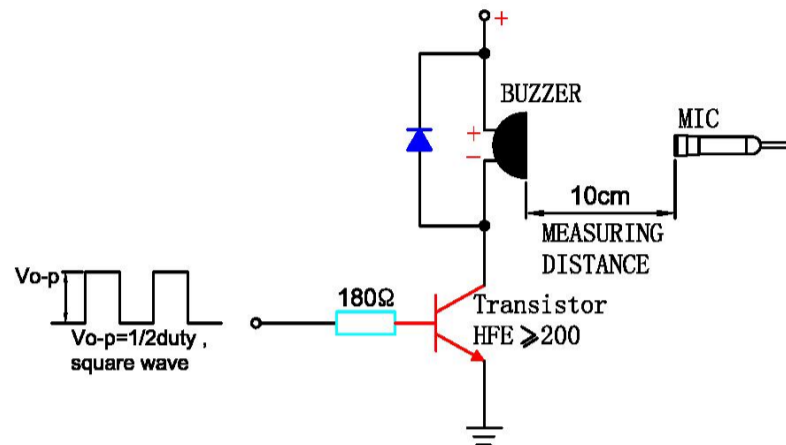 +
BUZZER
+
−
MIC
10cm
MEASURING
DISTANCE
Vo-p
Vo-p=1/2duty ,
square wave
180Ω
Transistor
HFE ⩾200